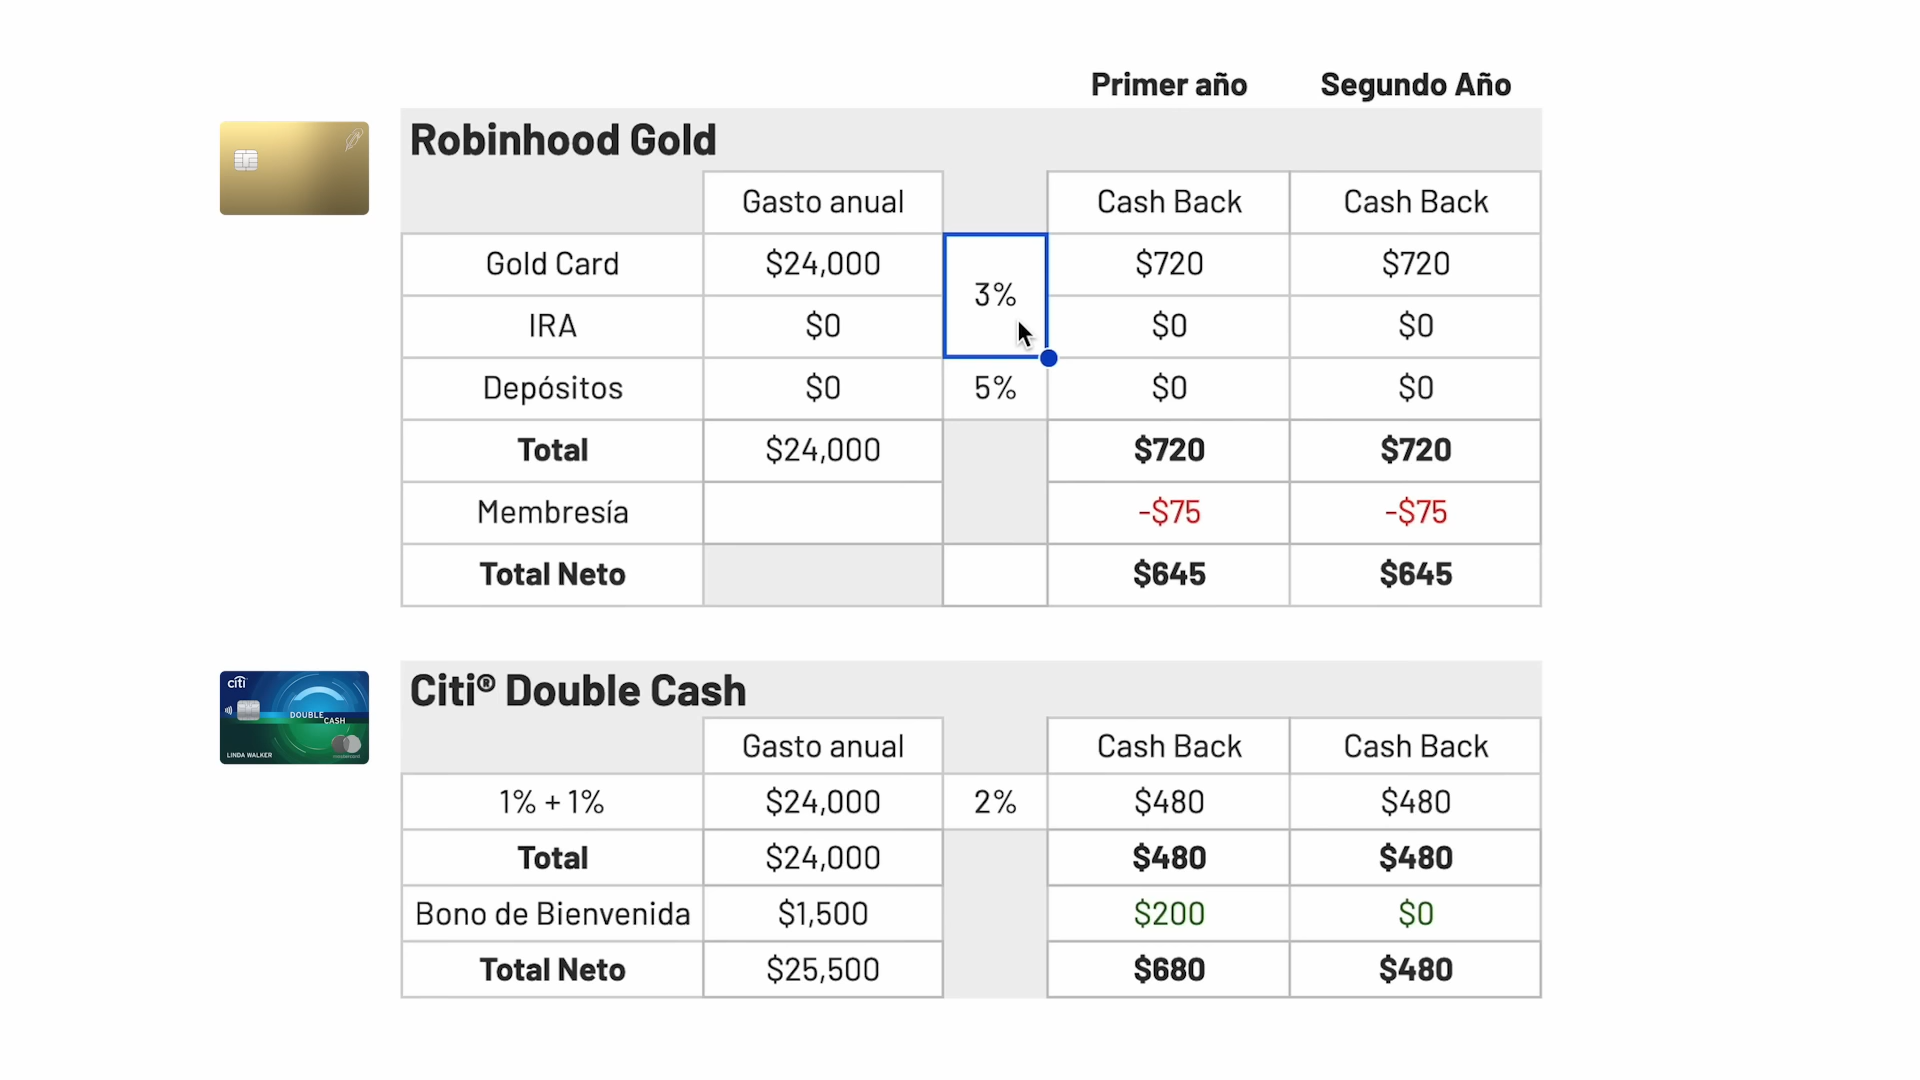 Primer año Segundo Año
Robinhood Gold
Gasto anual Cash Back Cash Back
Gold Card $24,000 3% $720 $720
IRA $0 $0 $0
Depósitos $0 5% $0 $0
Total $24,000 $720 $720
Membresía -$75 -$75
Total Neto $645 $645
citi
DOUBLE
CASH
LINDA WALKER
Citi® Double Cash
Gasto anual Cash Back Cash Back
1% + 1% $24,000 2% $480 $480
Total $24,000 $480 $480
Bono de Bienvenida $1,500 $200 $0
Total Neto $25,500 $680 $480